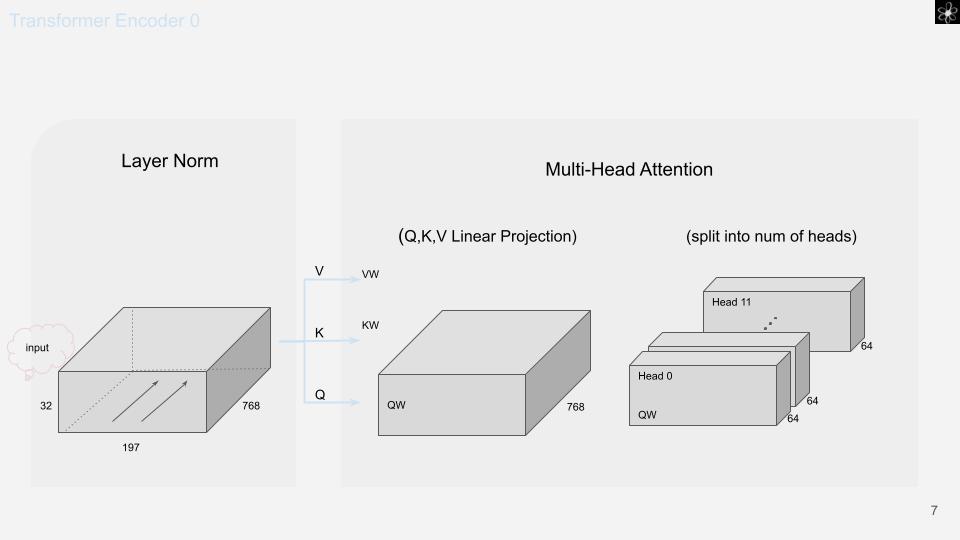 Transformer Encoder 0
Layer Norm
Multi-Head Attention
(Q,K,V Linear Projection)
(split into num of heads)
V
VW
K
KW
Q
input
32
197
768
QW
768
Head 11
64
Head 0
QW
64
64
7